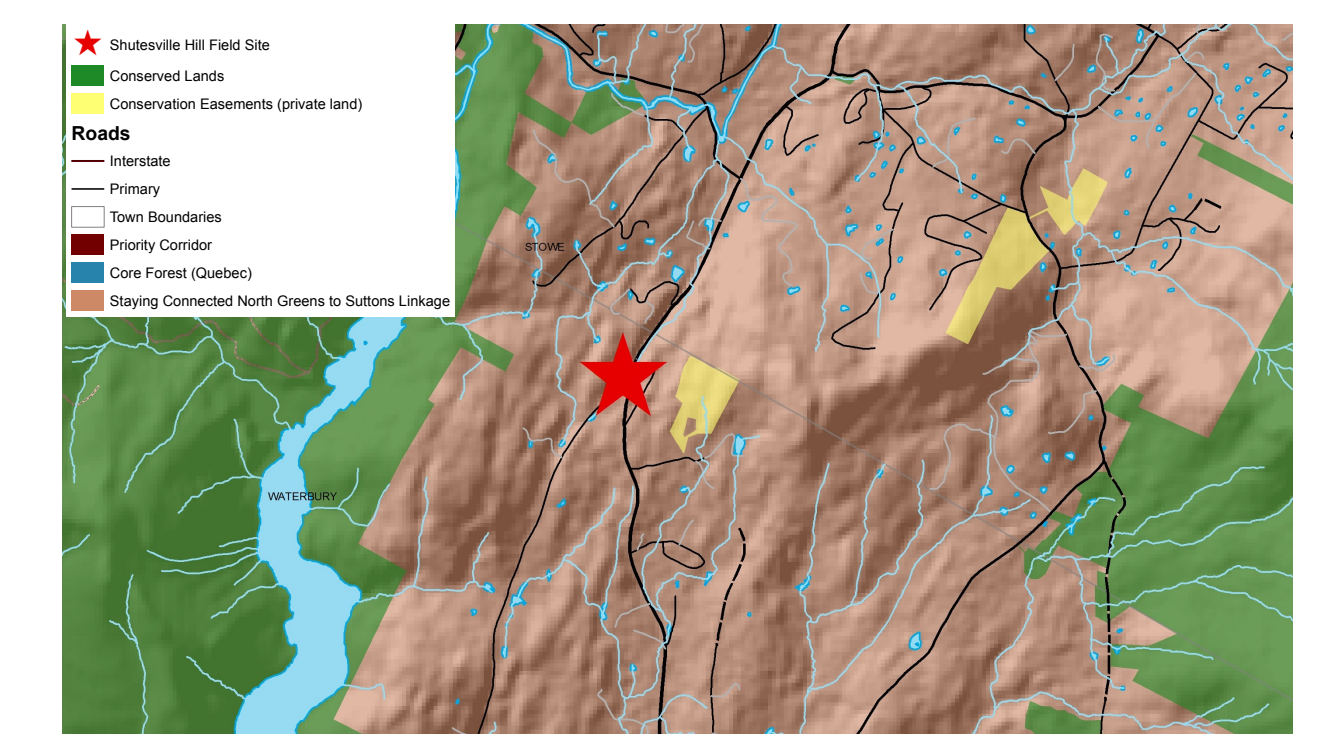 Shutesville Hill Field Site
Conserved Lands
Conservation Easements (private land)
Roads
Interstate
Primary
Town Boundaries
Priority Corridor
Core Forest (Quebec)
Staying Connected North Greens to Suttons Linkage
STOWE
WATERBURY